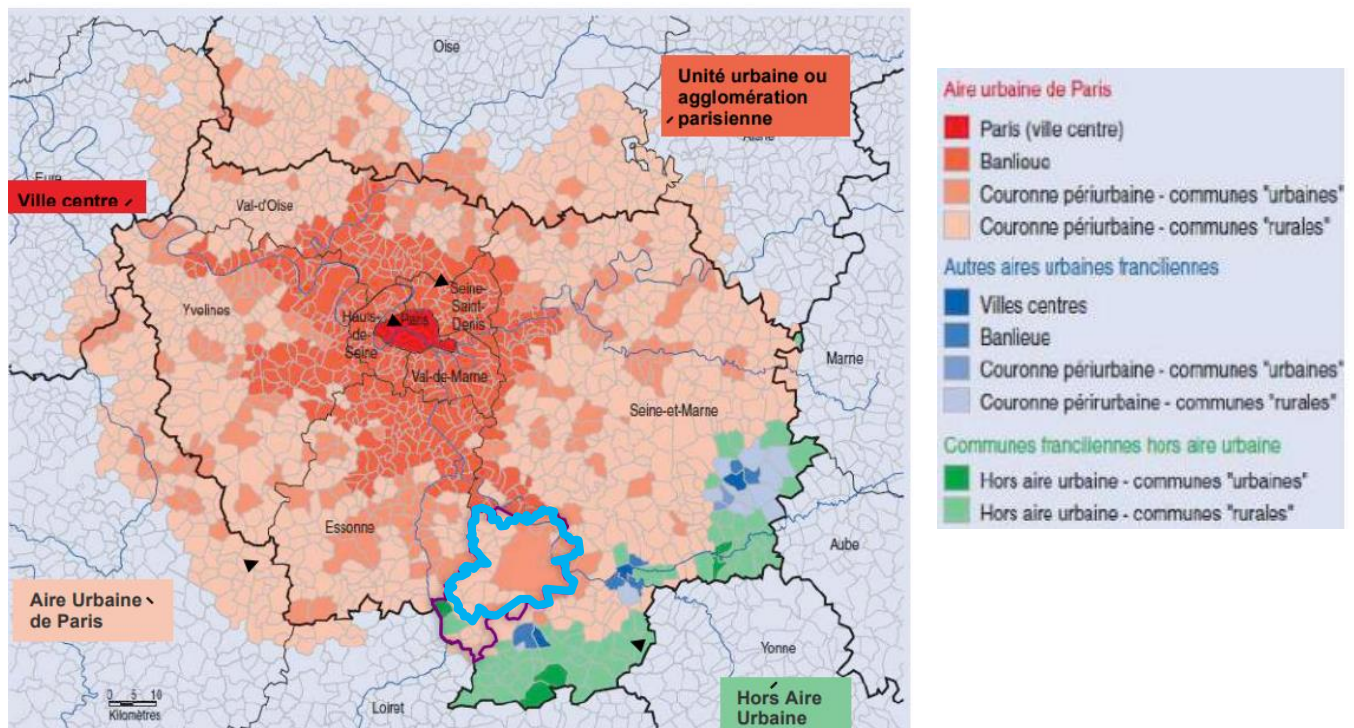 Oise
Unité urbaine ou
agglomération
parisienne
Aisne
Eure
Ville centre
Val-d'Oise
Yvelines
Seine-
Saint-
Denis
Paris
Hauts-
de-
Seine
Val-de-Marne
Marne
Seine-et-Marne
Essonne
Aube
Aire Urbaine
de Paris
Yonne
0 5 10
Kilomètres
Loiret
Hors Aire
Urbaine
Aire urbaine de Paris
Paris (ville centre)
Banlieue
Couronne périurbaine - communes "urbaines"
Couronne périurbaine - communes "rurales"
Autres aires urbaines franciliennes
Villes centres
Banlieue
Couronne périurbaine - communes "urbaines"
Couronne périrurbaine - communes "rurales"
Communes franciliennes hors aire urbaine
Hors aire urbaine - communes "urbaines"
Hors aire urbaine - communes "rurales"